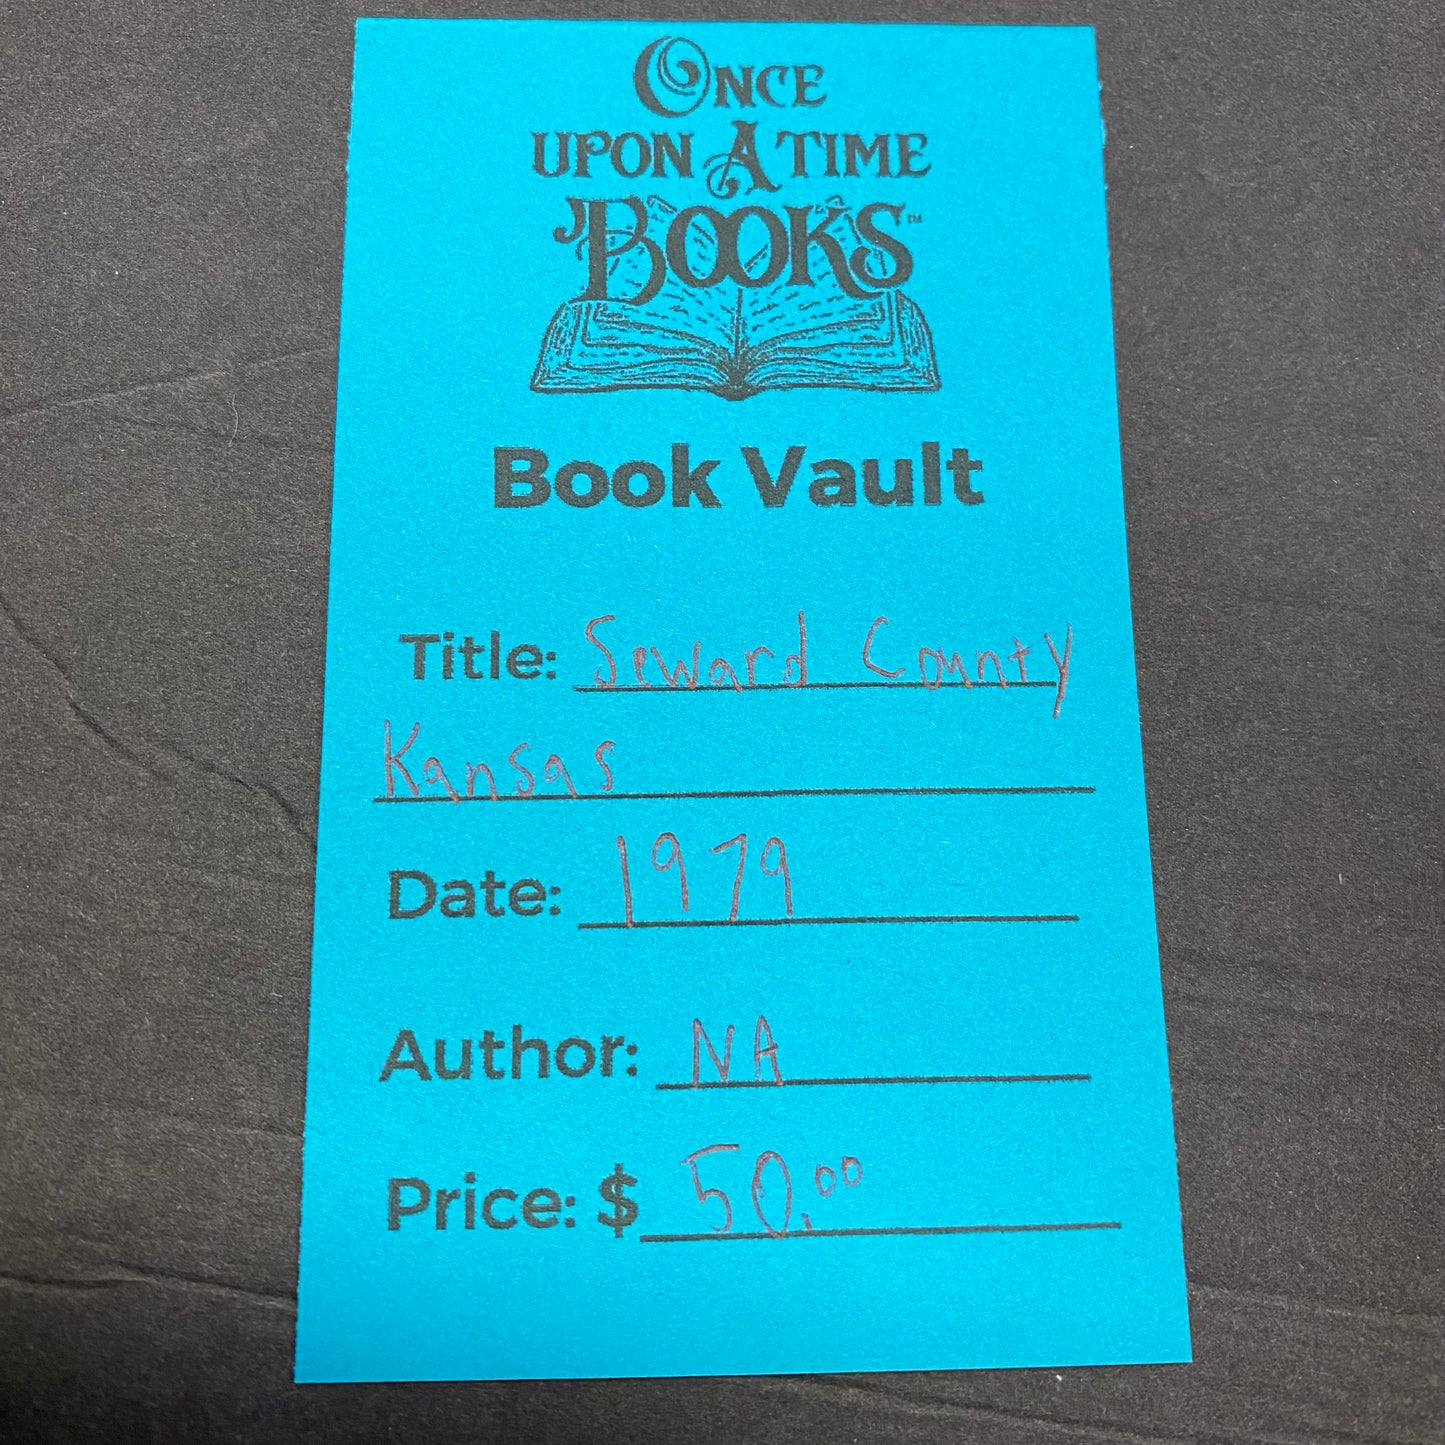 ONCE
UPON A TIME
BOOKS™
Book Vault
Title: Seward County
Kansas
Date: 1979
Author: NA
Price: $ 50.00